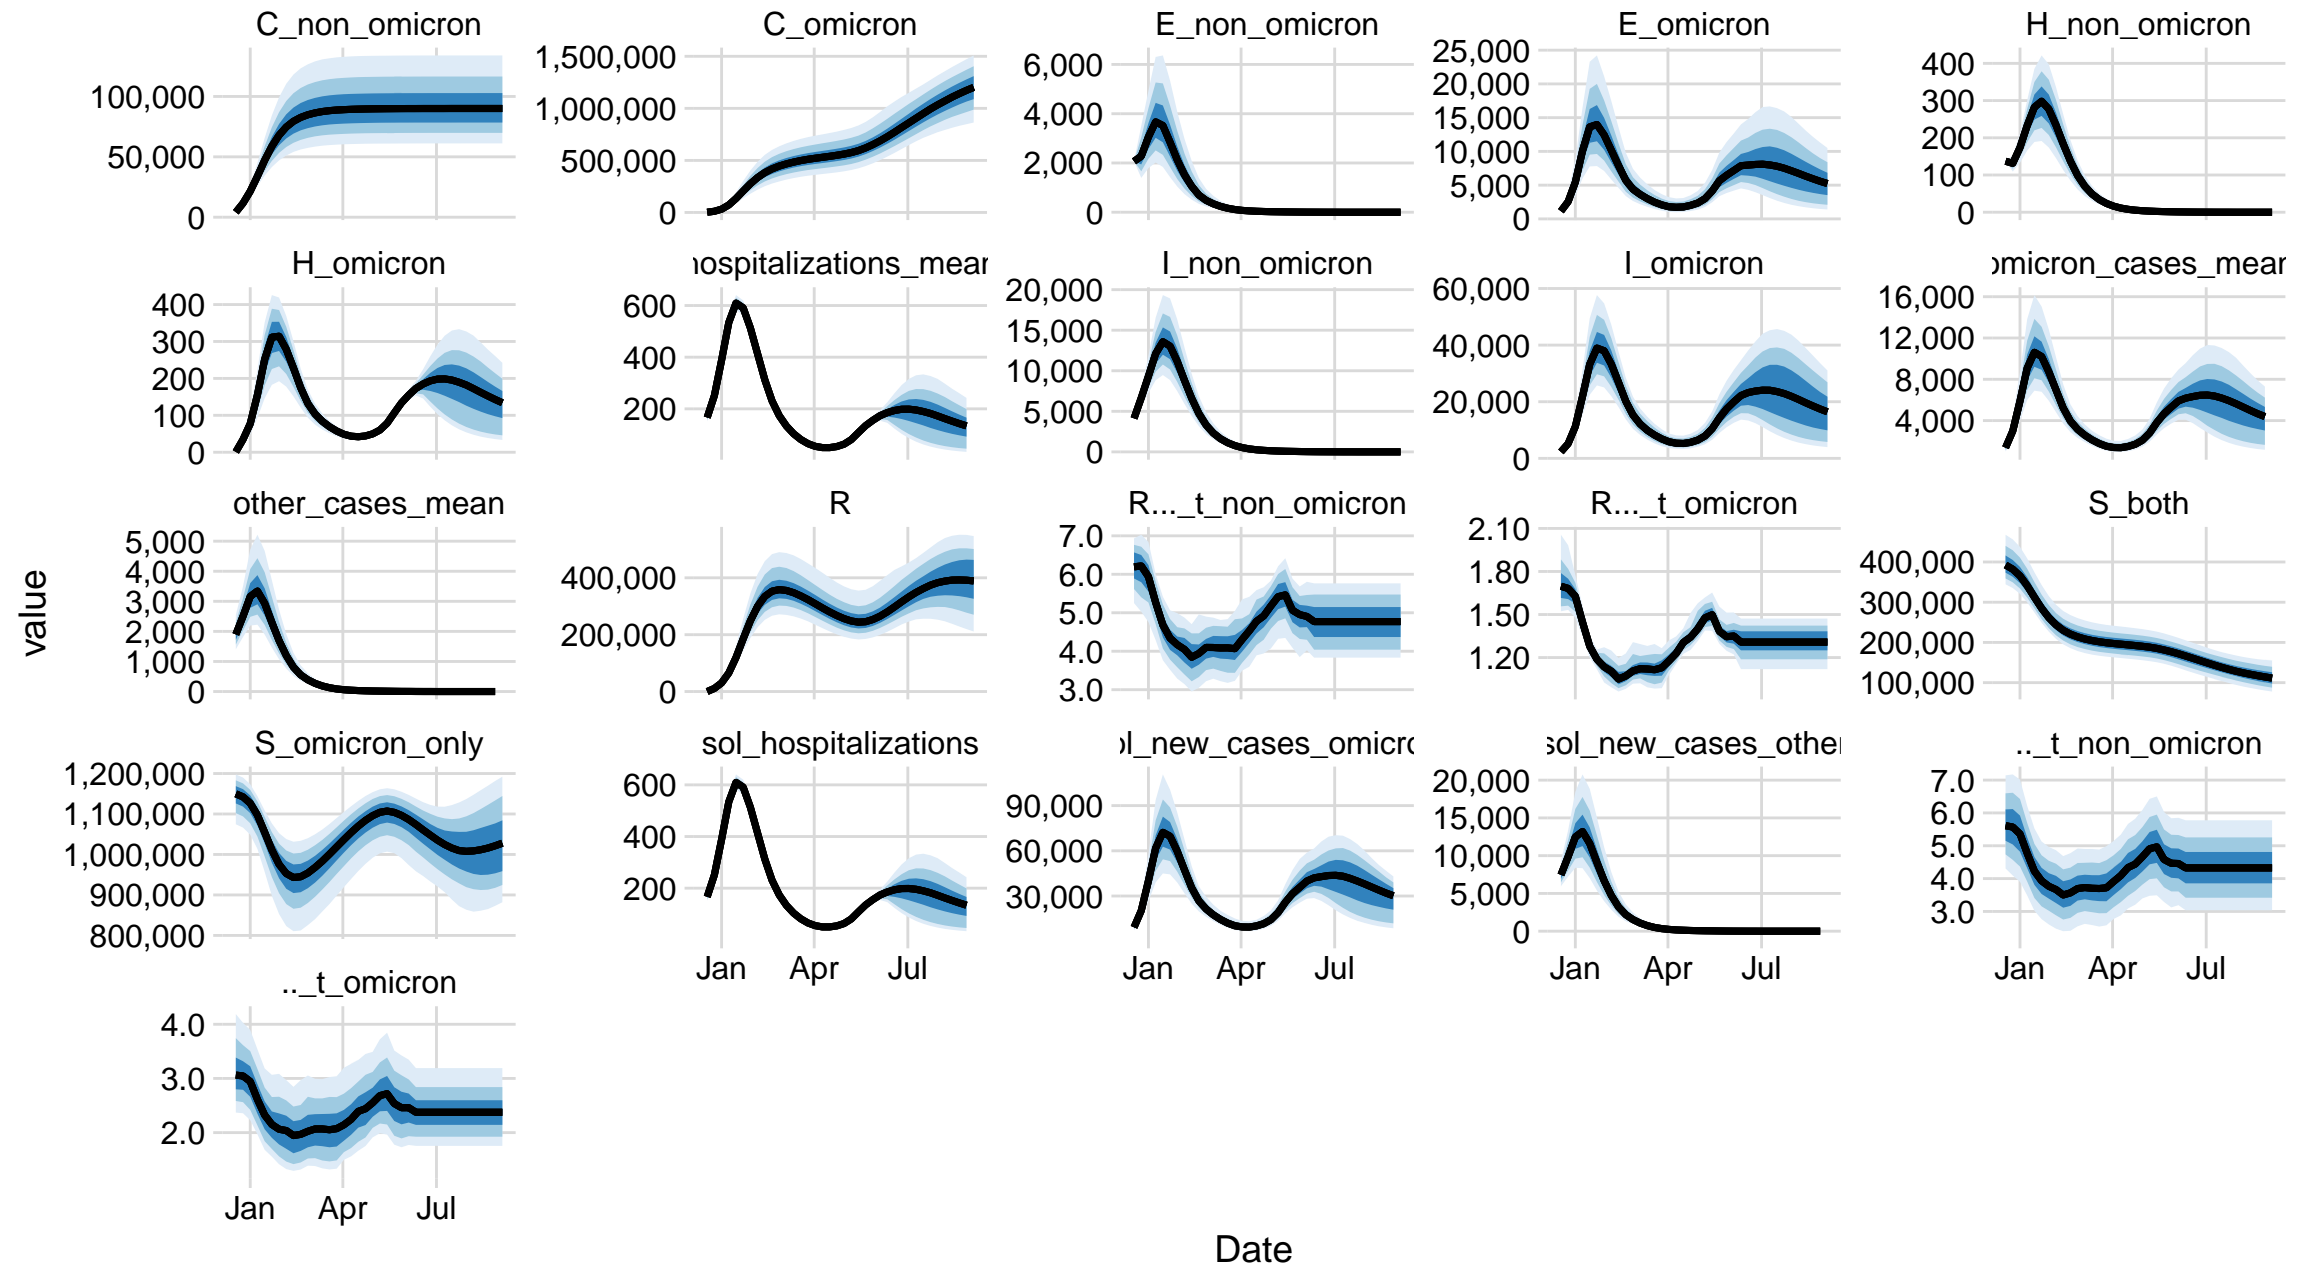 C_non_omicron C_omicron E_non_omicron E_omicron H_non_omicron
100,000 50,000 0
1,500,000 1,000,000 500,000 0
6,000 4,000 2,000 0
25,000 20,000 15,000 10,000 5,000 0
400 300 200 100 0
H_omicron hospitalizations_mean I_non_omicron I_omicron omicron_cases_mean
400 300 200 100 0
600 400 200
20,000 15,000 10,000 5,000 0
60,000 40,000 20,000 0
16,000 12,000 8,000 4,000
other_cases_mean R R..._t_non_omicron R..._t_omicron S_both
5,000 4,000 3,000 2,000 1,000 0
400,000 200,000 0
7.0 6.0 5.0 4.0 3.0
2.10 1.80 1.50 1.20
400,000 300,000 200,000 100,000
S_omicron_only sol_hospitalizations ol_new_cases_omicro sol_new_cases_other .._t_non_omicron
1,200,000 1,100,000 1,000,000 900,000 800,000
600 400 200
90,000 60,000 30,000
20,000 15,000 10,000 5,000 0
7.0 6.0 5.0 4.0 3.0
Jan Apr Jul Jan Apr Jul Jan Apr Jul Jan Apr Jul
.._t_omicron
4.0 3.0 2.0
Jan Apr Jul
value
Date